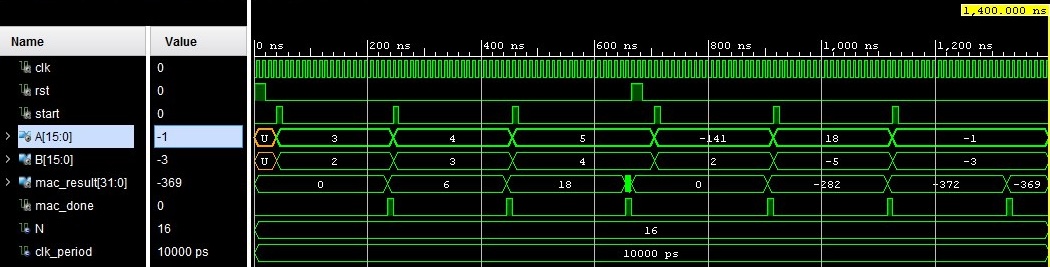 1,400.000 ns
Name Value
0 ns 200 ns 400 ns 600 ns 800 ns 1,000 ns 1,200 ns
clk 0
rst 0
start 0
A[15:0] -1 U 3 4 5 -141 18 -1
B[15:0] -3 U 2 3 4 2 -5 -3
mac_result[31:0] -369 0 6 18 0 -282 -372 -369
mac_done 0
N 16 16
clk_period 10000 ps 10000 ps